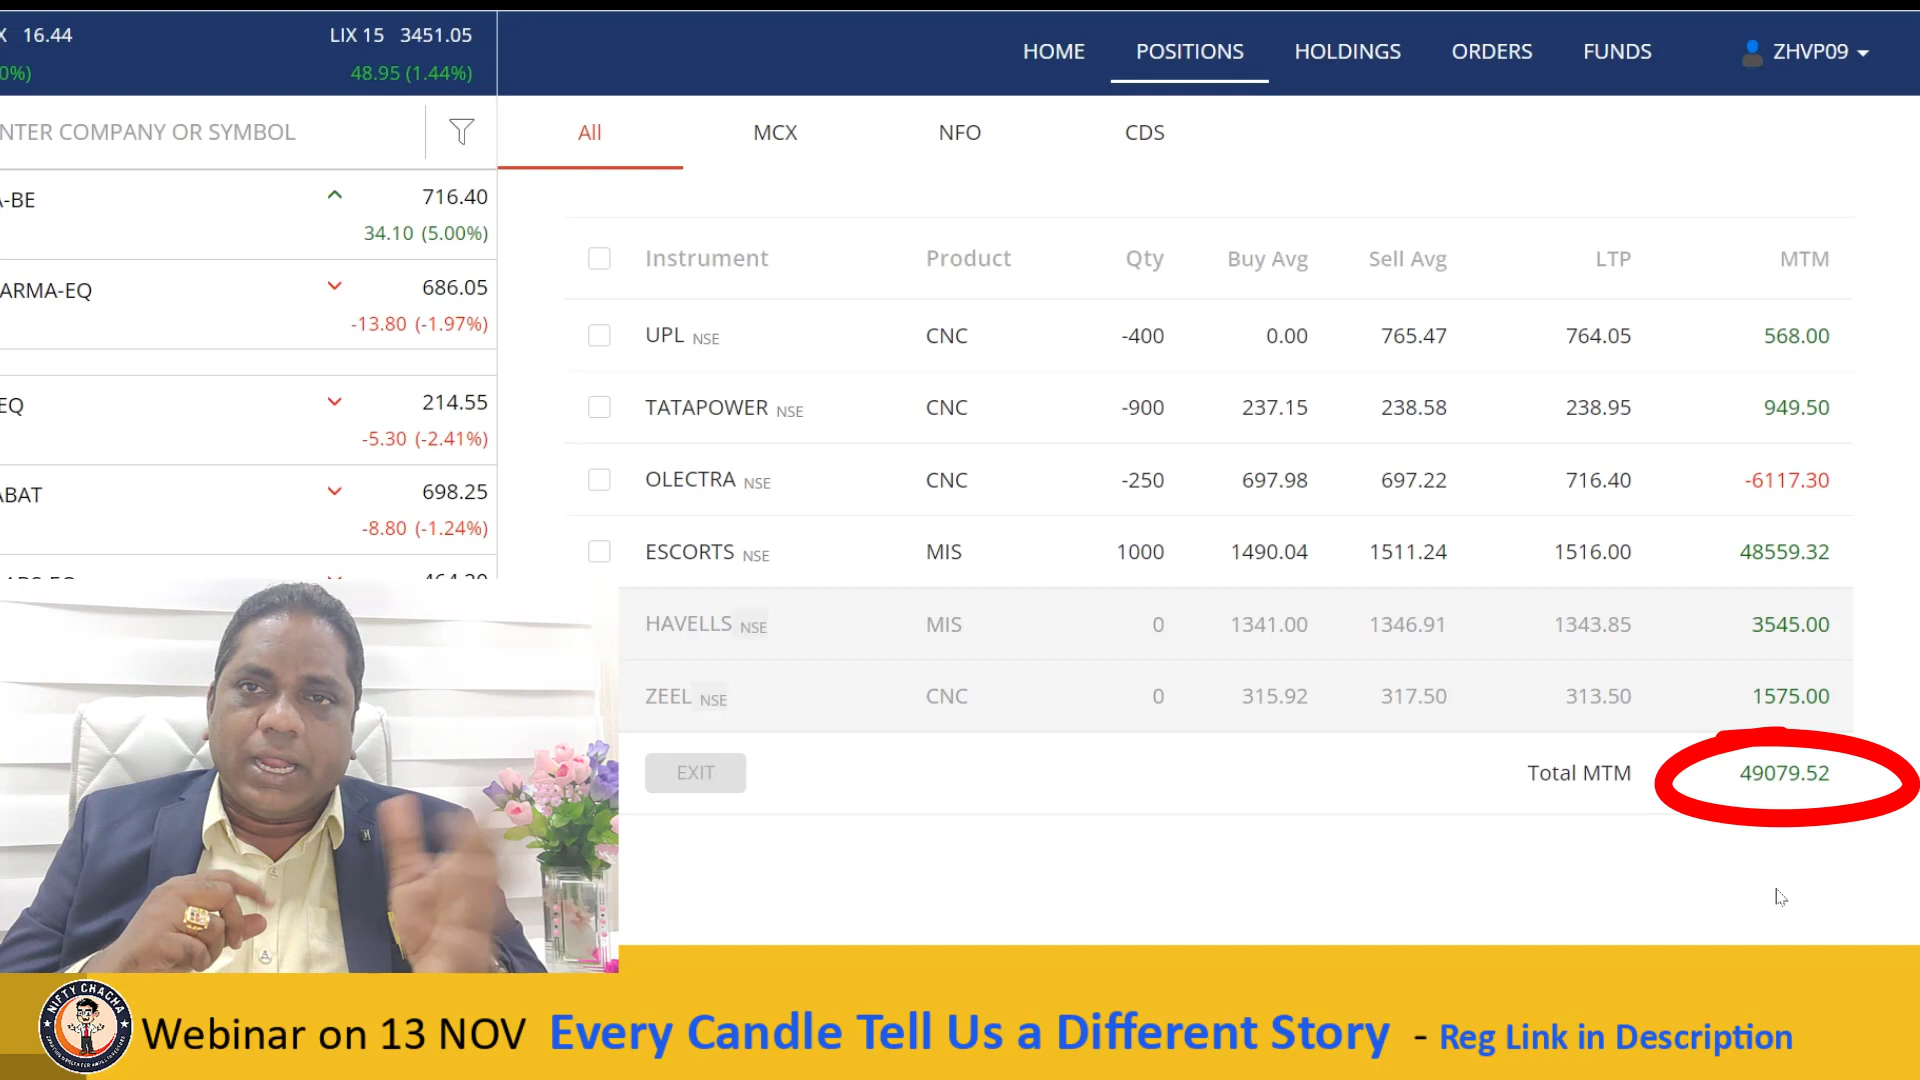 X 16.44
LIX 15 3451.05
0%)
48.95 (1.44%)
HOME POSITIONS HOLDINGS ORDERS FUNDS ZHVP09
NTER COMPANY OR SYMBOL
All MCX NFO CDS
A-BE 716.40
34.10 (5.00%)
ARMA-EQ 686.05
-13.80 (-1.97%)
EQ 214.55
-5.30 (-2.41%)
ABAT 698.25
-8.80 (-1.24%)
Instrument Product Qty Buy Avg Sell Avg LTP MTM
UPL NSE CNC -400 0.00 765.47 764.05 568.00
TATAPOWER NSE CNC -900 237.15 238.58 238.95 949.50
OLECTRA NSE CNC -250 697.98 697.22 716.40 -6117.30
ESCORTS NSE MIS 1000 1490.04 1511.24 1516.00 48559.32
HAVELLS NSE MIS 0 1341.00 1346.91 1343.85 3545.00
ZEEL NSE CNC 0 315.92 317.50 313.50 1575.00
EXIT Total MTM 49079.52
NIFTY CHACHA
Webinar on 13 NOV Every Candle Tell Us a Different Story - Reg Link in Description